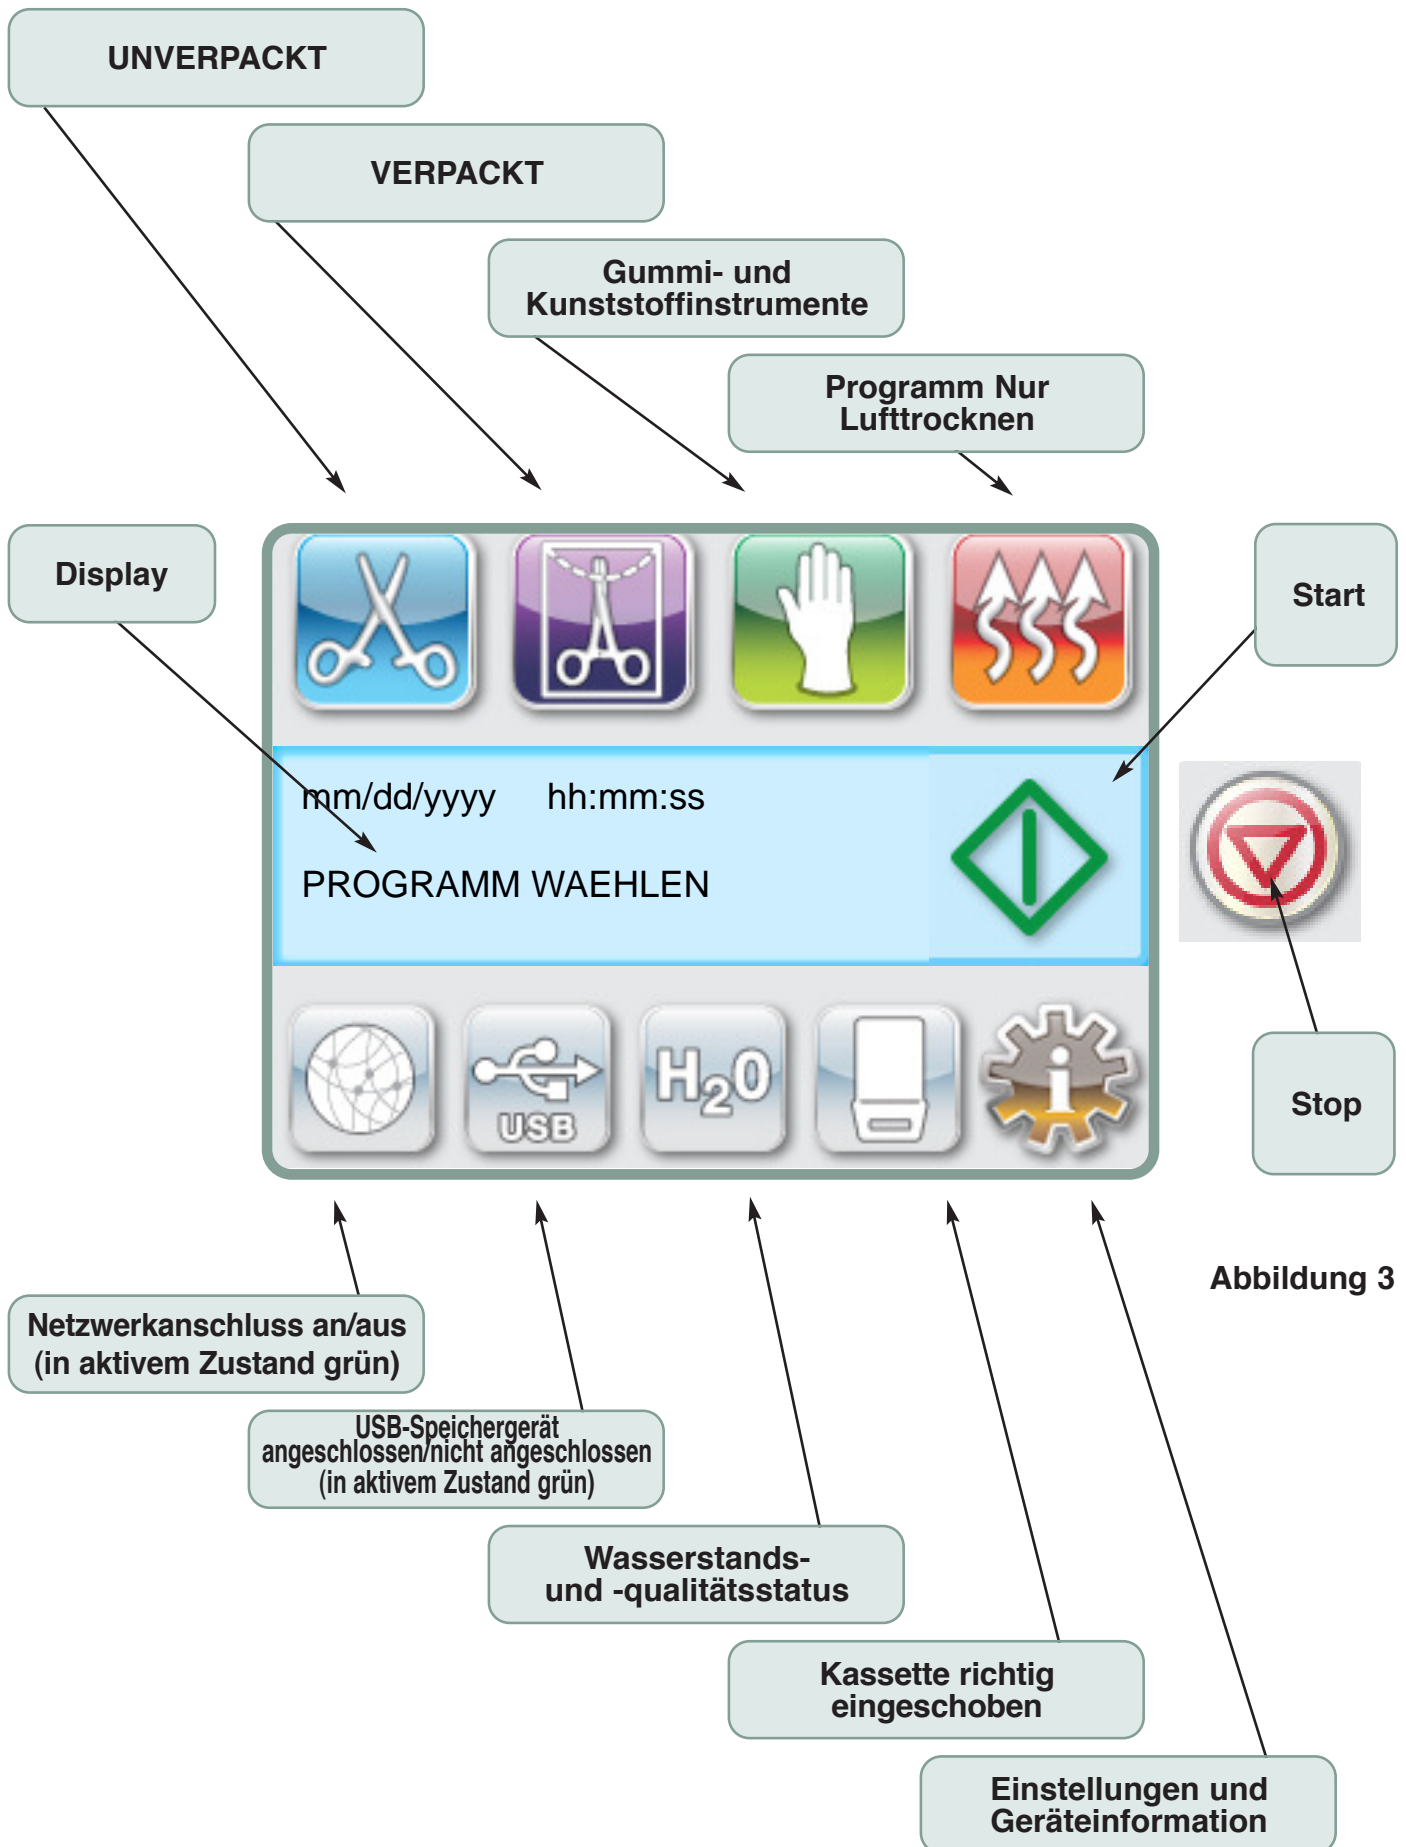 UNVERPACKT
VERPACKT
Gummi- und
Kunststoffinstrumente
Programm Nur
Lufttrocknen
Display
Start
mm/dd/yyyy hh:mm:ss
PROGRAMM WAEHLEN
USB
H₂0
i
Stop
Abbildung 3
Netzwerkanschluss an/aus
(in aktivem Zustand grün)
USB-Speichergerät
angeschlossen/nicht angeschlossen
(in aktivem Zustand grün)
Wasserstands-
und -qualitätsstatus
Kassette richtig
eingeschoben
Einstellungen und
Geräteinformation